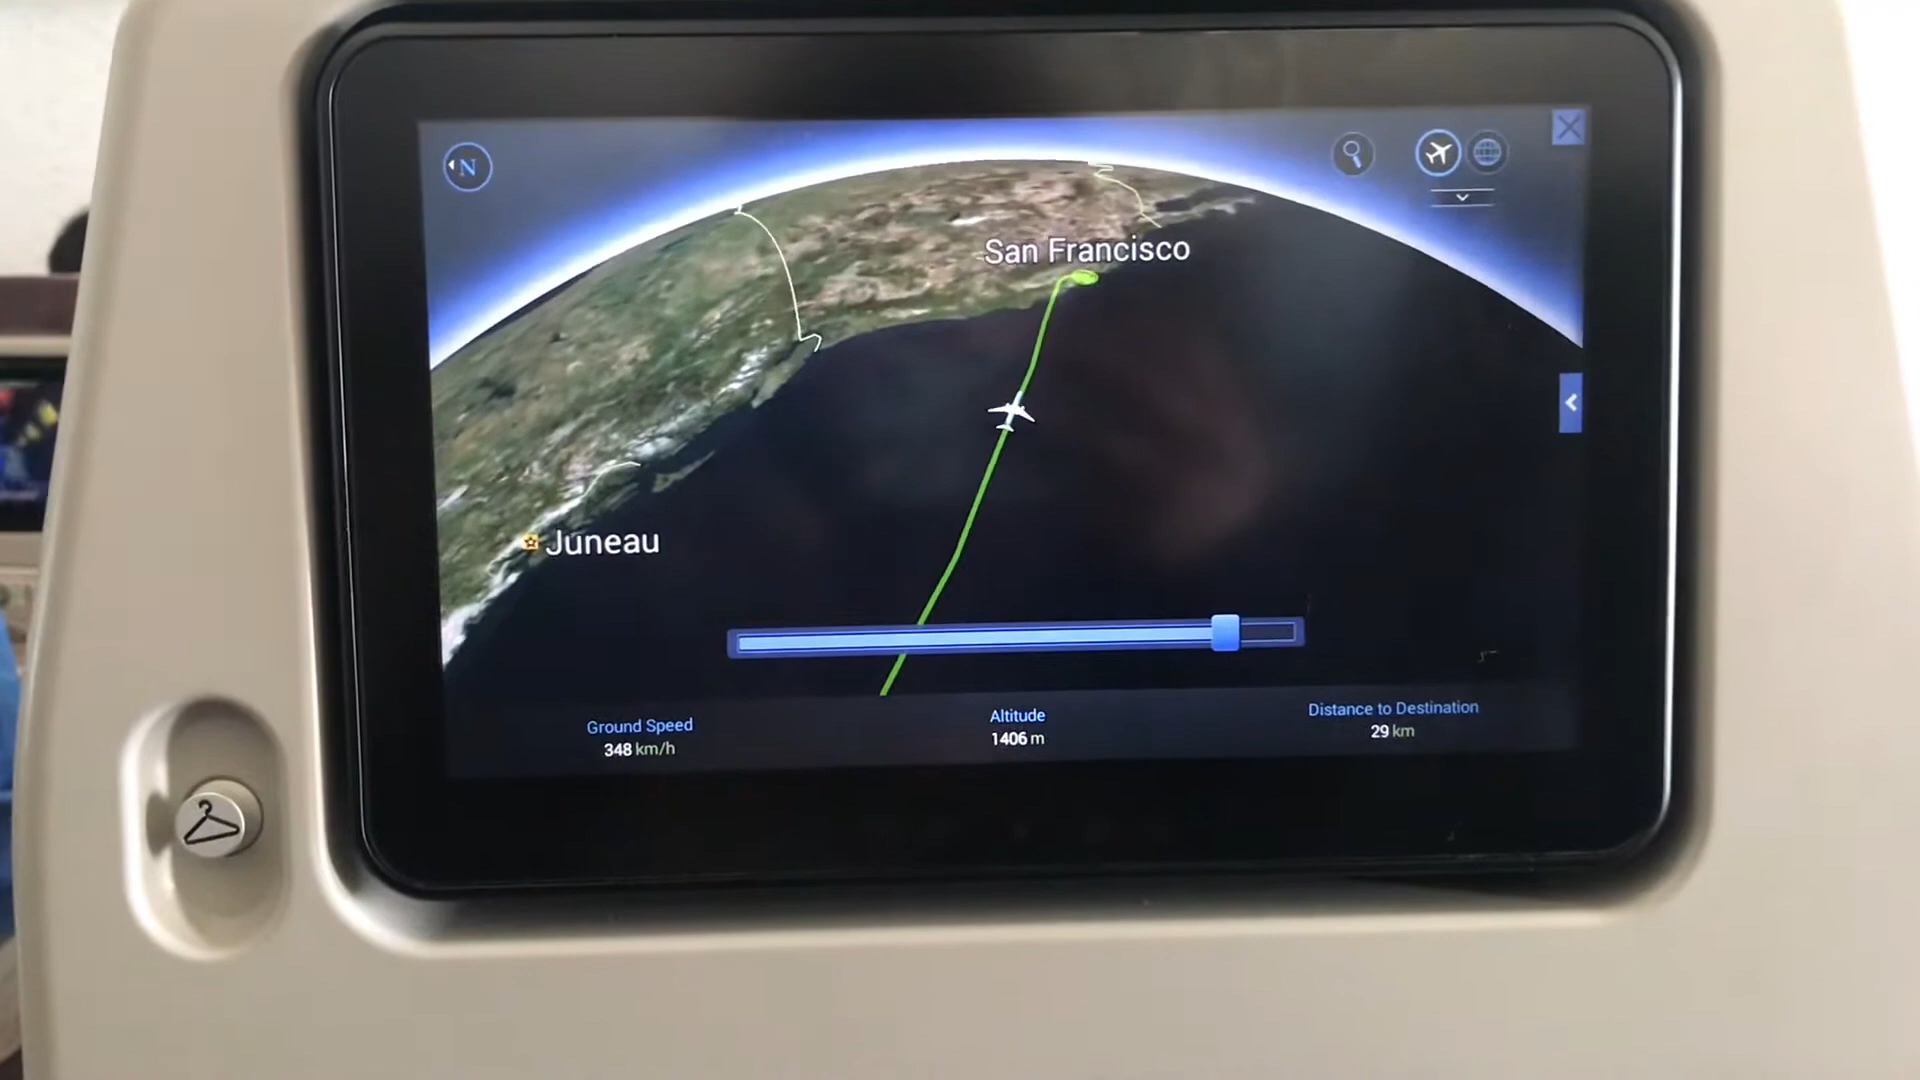 N
San Francisco
Juneau
Ground Speed
348 km/h
Altitude
1406 m
Distance to Destination
29 km